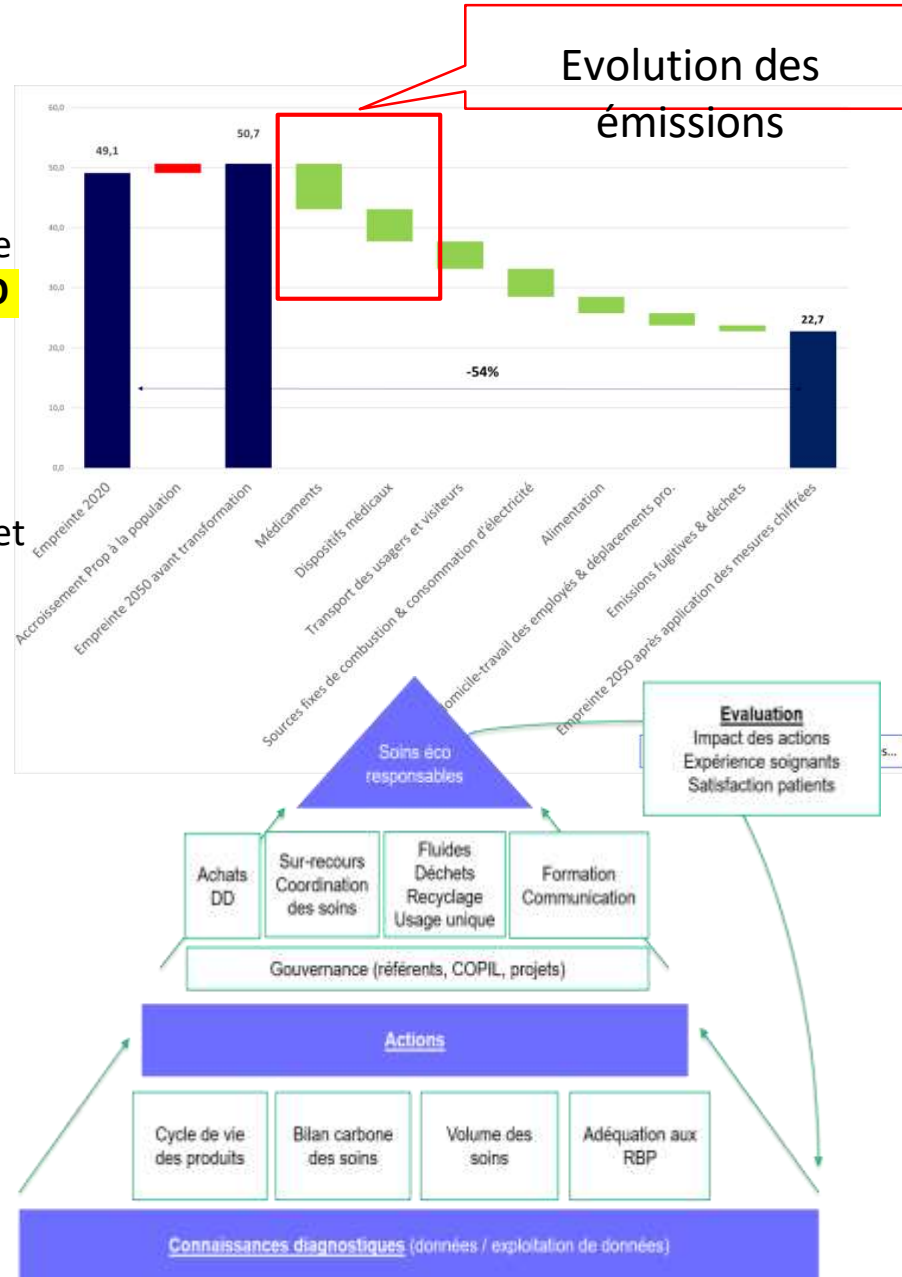 Evolution des
émissions
60,0
50,0
40,0
30,0
20,0
10,0
0,0
49,1
50,7
22,7
-54%
e
O
et
Empreinte 2020
Accroissement Prop à la population
Empreinte 2050 avant transformation
Médicaments
Dispositifs médicaux
Transport des usagers et visiteurs
Sources fixes de combustion & consommation d'électricité
Alimentation
omicile-travail des employés & déplacements pro.
Emissions fugitives & déchets
Empreinte 2050 après application des mesures chiffrées
s...
Soins éco
responsables
Evaluation
Impact des actions
Expérience soignants
Satisfaction patients
Achats
DD
Sur-recours
Coordination
des soins
Fluides
Déchets
Recyclage
Usage unique
Formation
Communication
Gouvernance (référents, COPIL, projets)
Actions
Cycle de vie
des produits
Bilan carbone
des soins
Volume des
soins
Adéquation aux
RBP
Connaissances diagnostiques (données / exploitation de données)